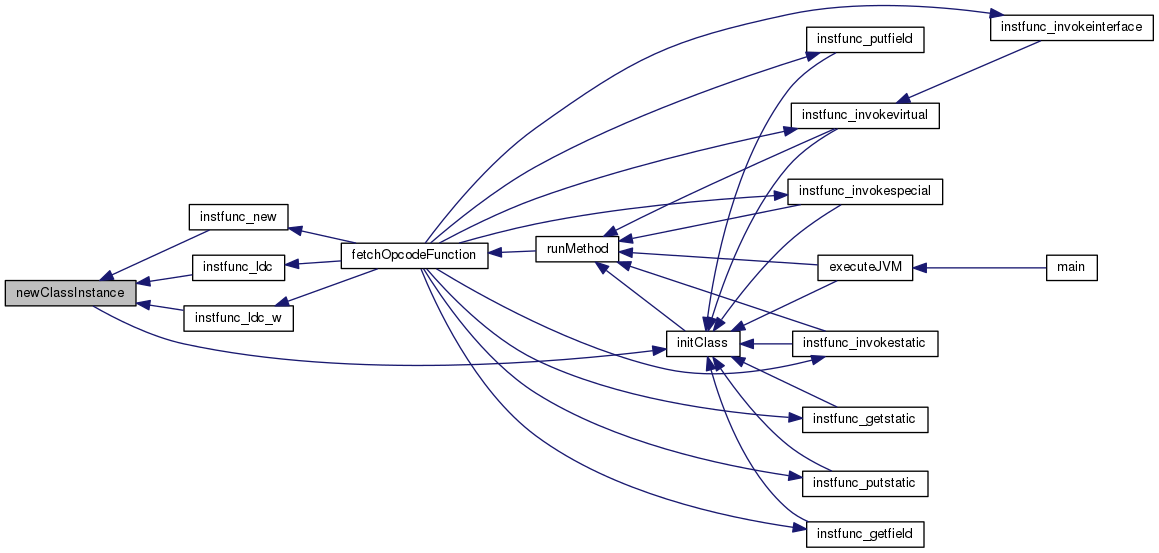 instfunc_invokeinterface
instfunc_putfield
instfunc_invokevirtual
instfunc_invokespecial
instfunc_new
runMethod
fetchOpcodeFunction
instfunc_ldc
executeJVM
main
newClassInstance
instfunc_ldc_w
initClass
instfunc_invokestatic
instfunc_getstatic
instfunc_putstatic
instfunc_getfield